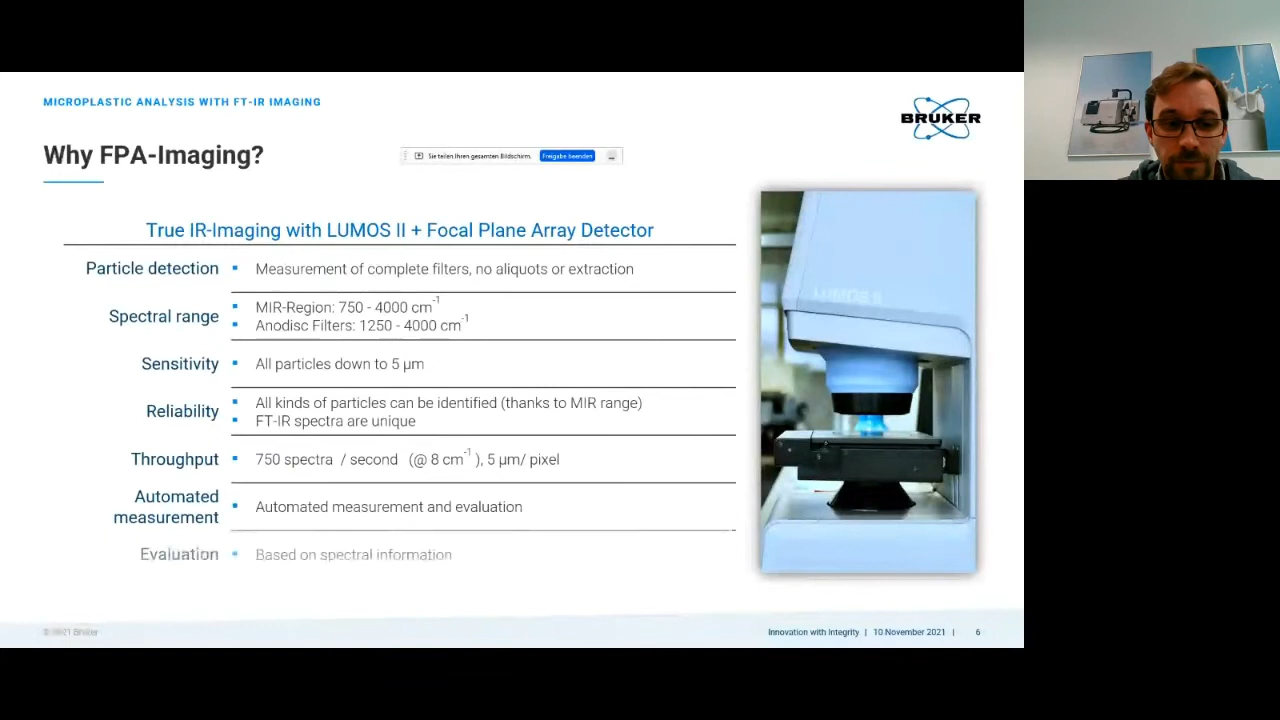 MICROPLASTIC ANALYSIS WITH FT-IR IMAGING
BRUKER
Why FPA-Imaging?
Sie teilen Ihren gesamten Bildschirm. Freigabe beenden
True IR-Imaging with LUMOS II + Focal Plane Array Detector
Particle detection ▪ Measurement of complete filters, no aliquots or extraction
Spectral range ▪ MIR-Region: 750 - 4000 cm-1
▪ Anodisc Filters: 1250 - 4000 cm-1
Sensitivity ▪ All particles down to 5 µm
Reliability ▪ All kinds of particles can be identified (thanks to MIR range)
▪ FT-IR spectra are unique
Throughput ▪ 750 spectra / second (@ 8 cm-1 ), 5 µm/ pixel
Automated
measurement ▪ Automated measurement and evaluation
Evaluation ▪ Based on spectral information
LUMOS II
© 2021 Bruker
Innovation with Integrity | 10 November 2021 | 6